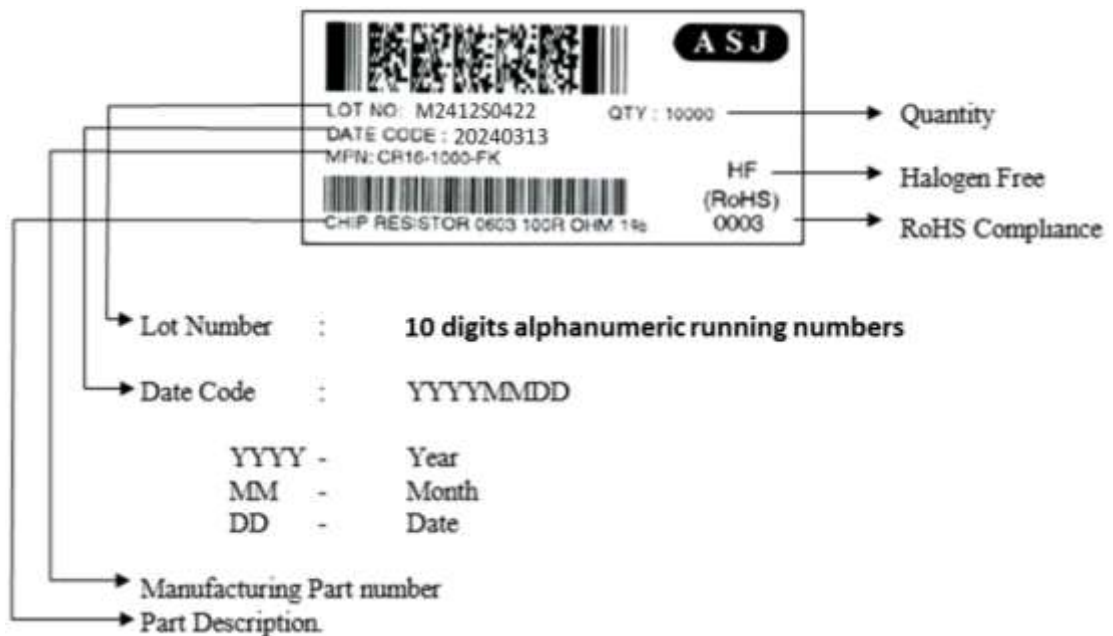 ASJ
LOT NO: M2412S0422 QTY : 10000 Quantity
DATE CODE : 20240313
MPN: CR16-1000-FK
HF Halogen Free
(RoHS)
CHIP RESISTOR 0603 100R OHM 1% 0003 RoHS Compliance
Lot Number : 10 digits alphanumeric running numbers
Date Code : YYYYMMDD
YYYY - Year
MM - Month
DD - Date
Manufacturing Part number
Part Description.